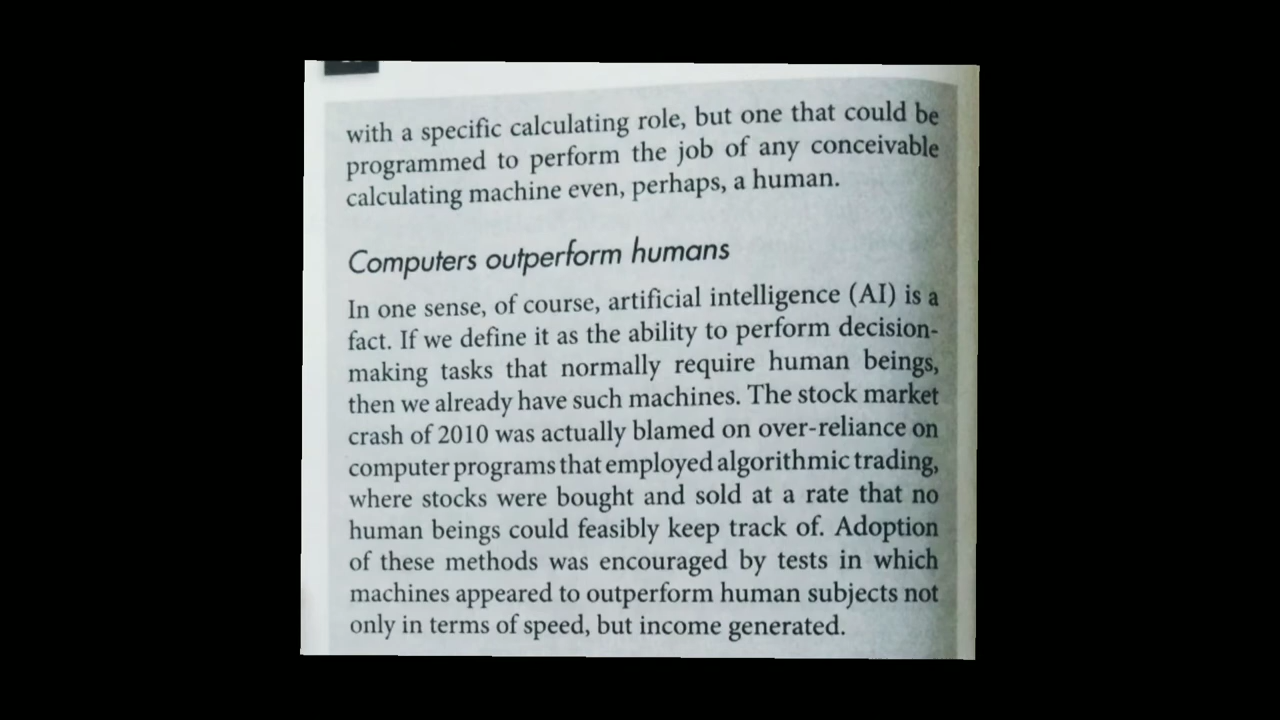 with a specific calculating role, but one that could be
programmed to perform the job of any conceivable
calculating machine even, perhaps, a human.
Computers outperform humans
In one sense, of course, artificial intelligence (AI) is a
fact. If we define it as the ability to perform decision-
making tasks that normally require human beings,
then we already have such machines. The stock market
crash of 2010 was actually blamed on over-reliance on
computer programs that employed algorithmic trading,
where stocks were bought and sold at a rate that no
human beings could feasibly keep track of. Adoption
of these methods was encouraged by tests in which
machines appeared to outperform human subjects not
only in terms of speed, but income generated.